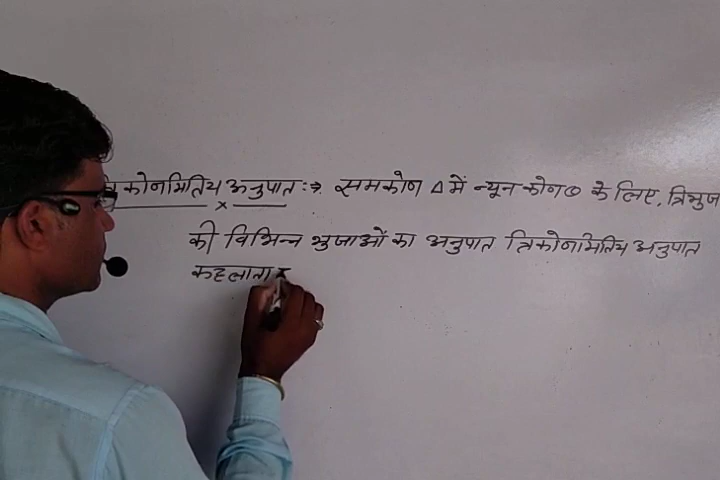 कोणमितिय अनुपात :⇒ समकोण Δ में न्यून कोण θ के लिए, त्रिभुज
की विभिन्न भुजाओं का अनुपात त्रिकोणमितिय अनुपात
कहलाता